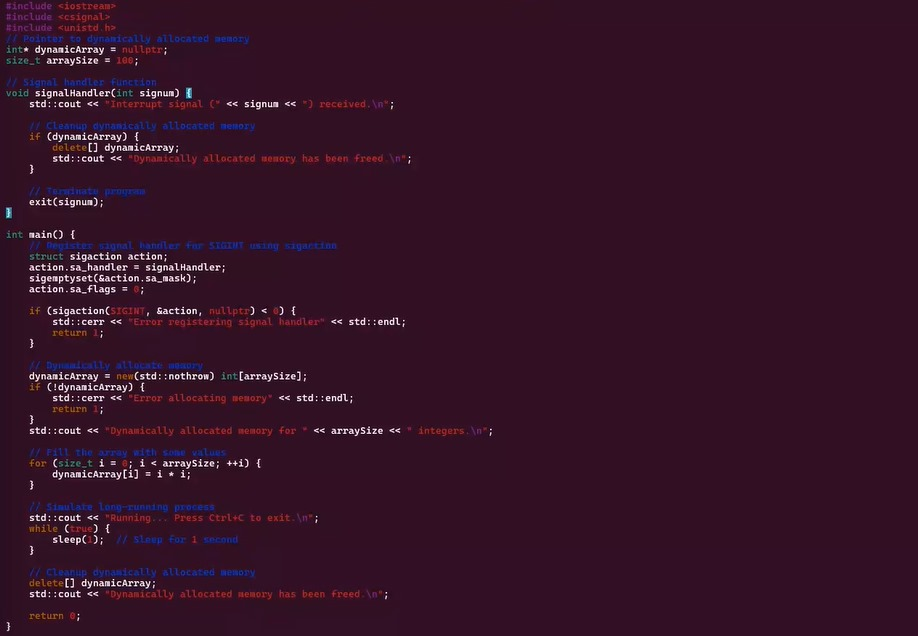 #include <iostream>
#include <csignal>
#include <unistd.h>
// Pointer to dynamically allocated memory
int* dynamicArray = nullptr;
size_t arraySize = 100;
// Signal handler function
void signalHandler(int signum) {
    std::cout << "Interrupt signal (" << signum << ") received.\n";
    // Cleanup dynamically allocated memory
    if (dynamicArray) {
        delete[] dynamicArray;
        std::cout << "Dynamically allocated memory has been freed.\n";
    }
    // Terminate program
    exit(signum);
}
int main() {
    // Register signal handler for SIGINT using sigaction
    struct sigaction action;
    action.sa_handler = signalHandler;
    sigemptyset(&action.sa_mask);
    action.sa_flags = 0;
    if (sigaction(SIGINT, &action, nullptr) < 0) {
        std::cerr << "Error registering signal handler" << std::endl;
        return 1;
    }
    // Dynamically allocate memory
    dynamicArray = new(std::nothrow) int[arraySize];
    if (!dynamicArray) {
        std::cerr << "Error allocating memory" << std::endl;
        return 1;
    }
    std::cout << "Dynamically allocated memory for " << arraySize << " integers.\n";
    // Fill the array with some values
    for (size_t i = 0; i < arraySize; ++i) {
        dynamicArray[i] = i * i;
    }
    // Simulate long-running process
    std::cout << "Running... Press Ctrl+C to exit.\n";
    while (true) {
        sleep(1);  // Sleep for 1 second
    }
    // Cleanup dynamically allocated memory
    delete[] dynamicArray;
    std::cout << "Dynamically allocated memory has been freed.\n";
    return 0;
}